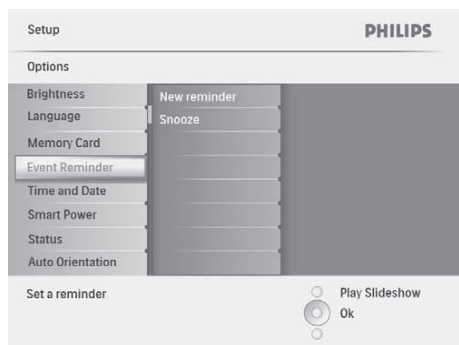 Setup
PHILIPS
Options
Brightness
Language
Memory Card
Event Reminder
Time and Date
Smart Power
Status
Auto Orientation
New reminder
Snooze
Set a reminder
Play Slideshow
Ok